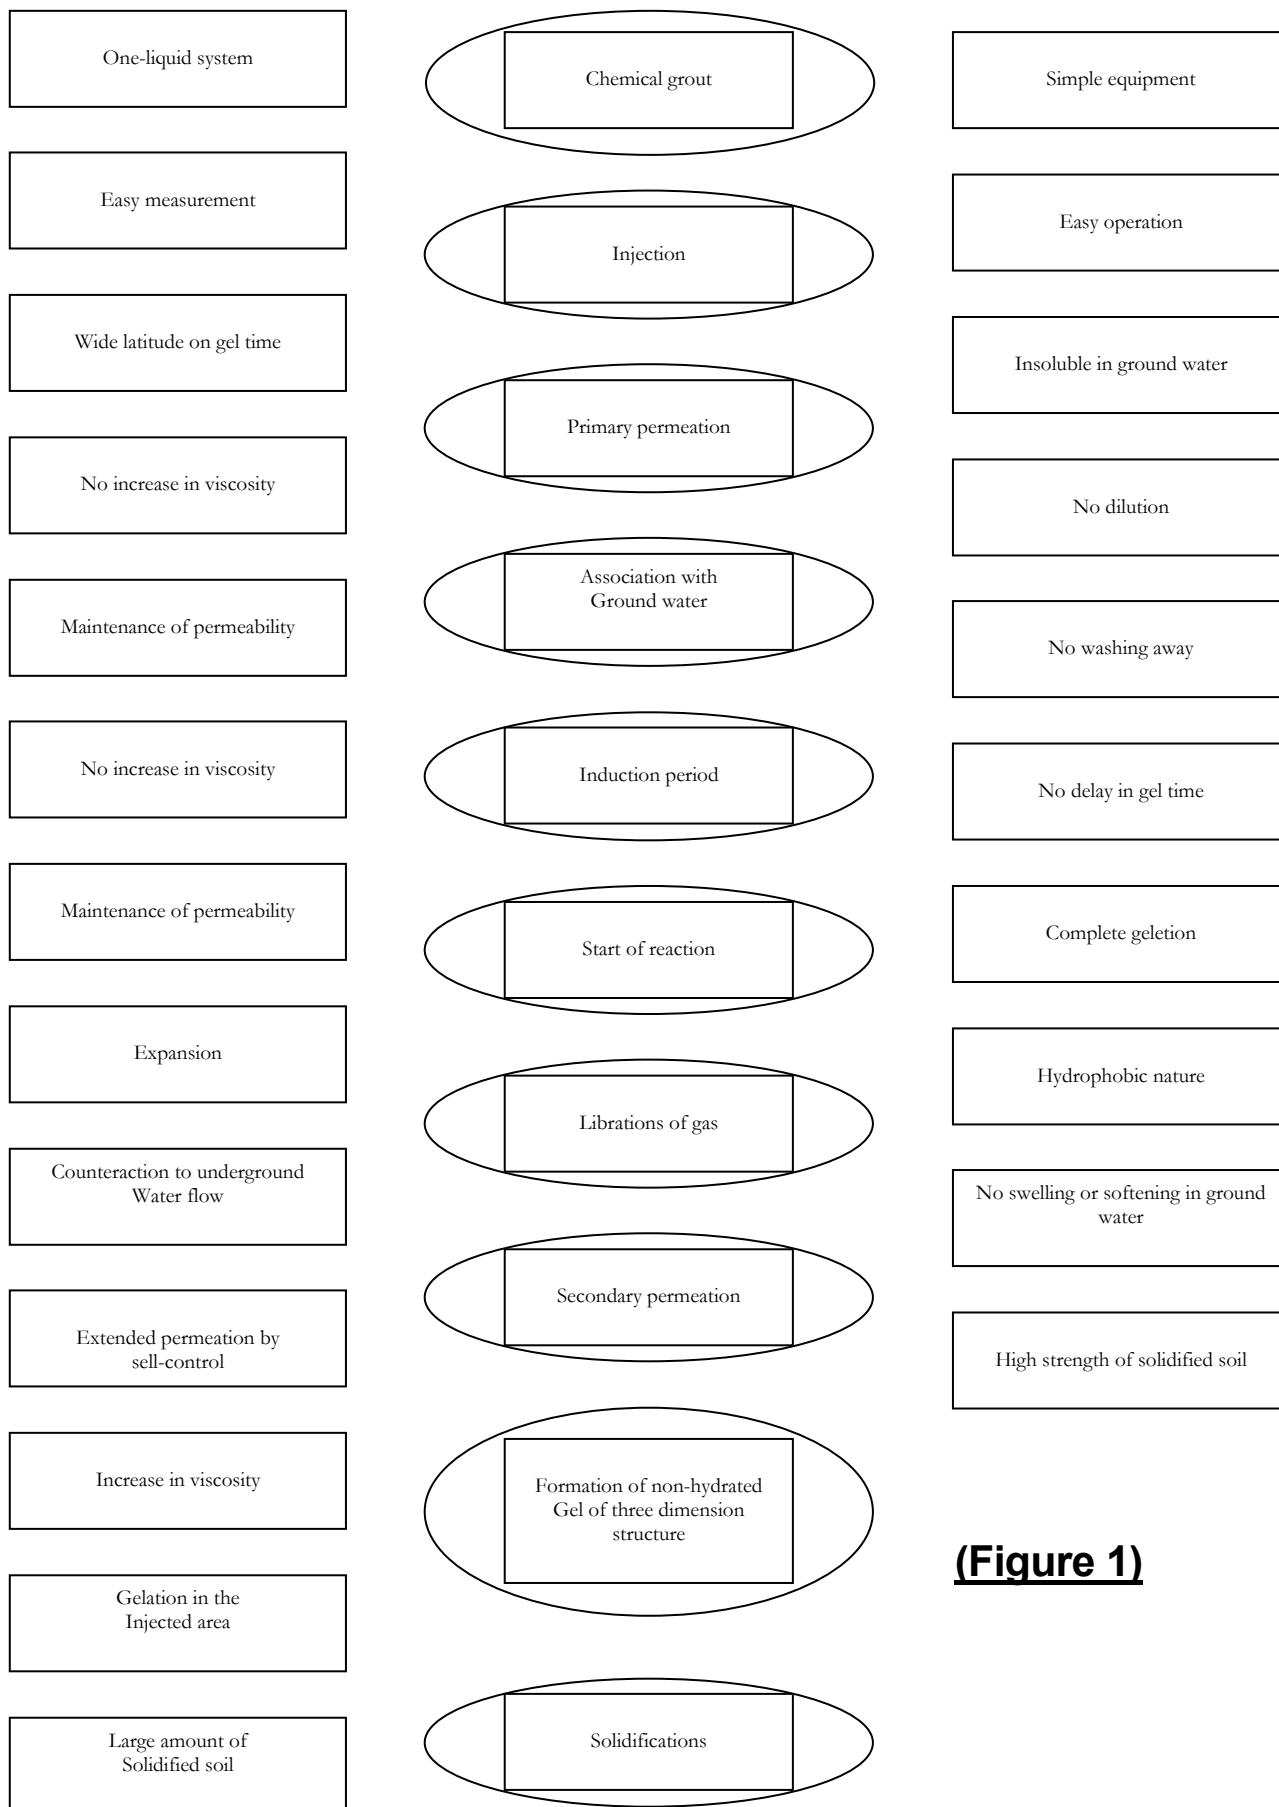 One-liquid system
Easy measurement
Wide latitude on gel time
No increase in viscosity
Maintenance of permeability
No increase in viscosity
Maintenance of permeability
Expansion
Counteraction to underground
Water flow
Extended permeation by
sell-control
Increase in viscosity
Gelation in the
Injected area
Large amount of
Solidified soil
Chemical grout
Injection
Primary permeation
Association with
Ground water
Induction period
Start of reaction
Librations of gas
Secondary permeation
Formation of non-hydrated
Gel of three dimension
structure
Solidifications
Simple equipment
Easy operation
Insoluble in ground water
No dilution
No washing away
No delay in gel time
Complete geletion
Hydrophobic nature
No swelling or softening in ground
water
High strength of solidified soil
(Figure 1)